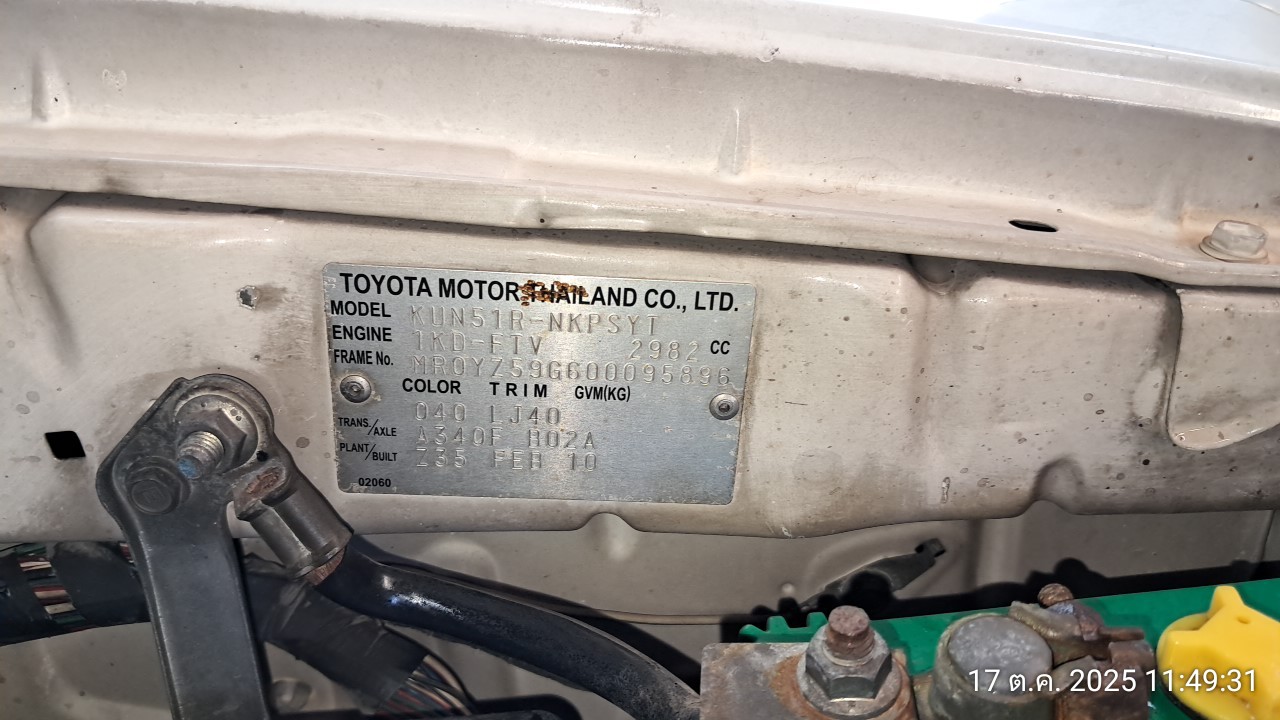 TOYOTA MOTOR THAILAND CO., LTD.
MODEL KUN51R-NKPSYT
ENGINE 1KD-FTV 2982 CC
FRAME No. MR0YZ59G600095896
COLOR TRIM GVM(KG)
040 LJ40
TRANS./AXLE A340F B02A
PLANT/BUILT Z35 FEB 10
02060
17 ต.ค. 2025 11:49:31